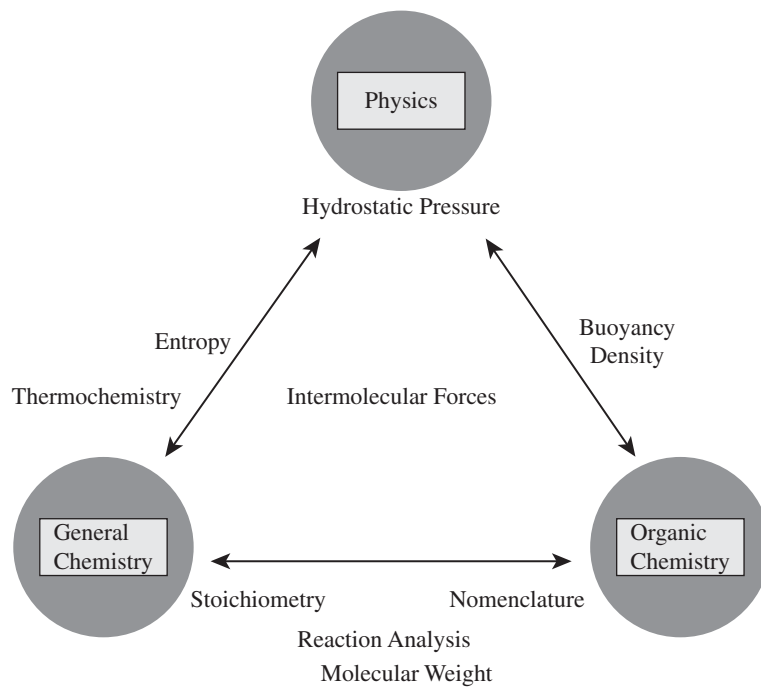 Physics
Hydrostatic Pressure
Buoyancy
Density
Entropy
Thermochemistry
Intermolecular Forces
General
Chemistry
Organic
Chemistry
Stoichiometry
Nomenclature
Reaction Analysis
Molecular Weight